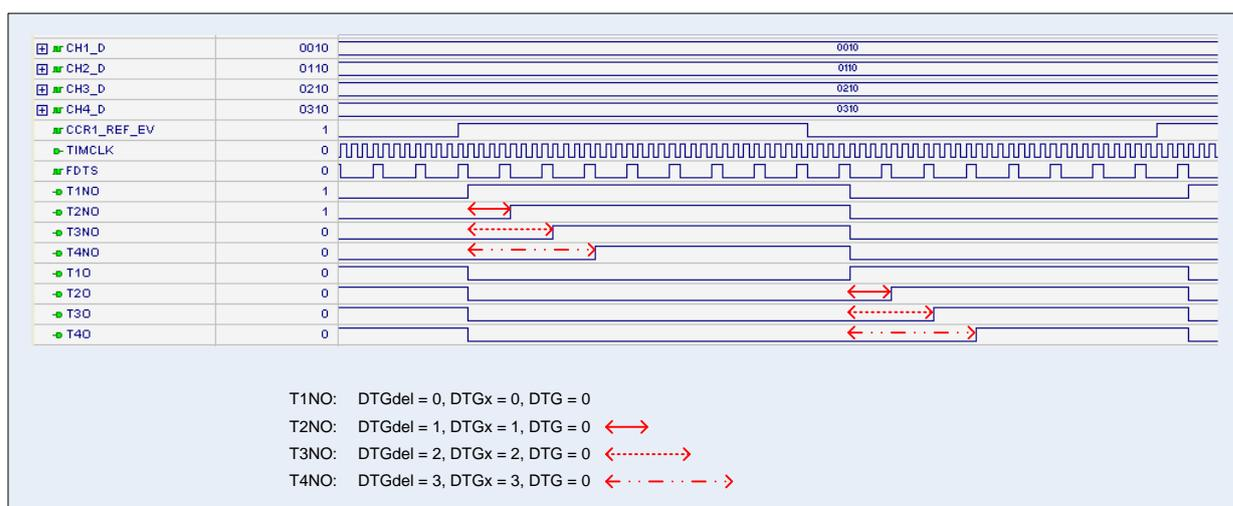 CH1_D 0010 0010
CH2_D 0110 0110
CH3_D 0210 0210
CH4_D 0310 0310
CCR1_REF_EV 1
TIMCLK 0
FDTS 0
T1NO 1
T2NO 1
T3NO 0
T4NO 0
T1O 0
T2O 0
T3O 0
T4O 0
T1NO: DTGdel = 0, DTGx = 0, DTG = 0
T2NO: DTGdel = 1, DTGx = 1, DTG = 0
T3NO: DTGdel = 2, DTGx = 2, DTG = 0
T4NO: DTGdel = 3, DTGx = 3, DTG = 0